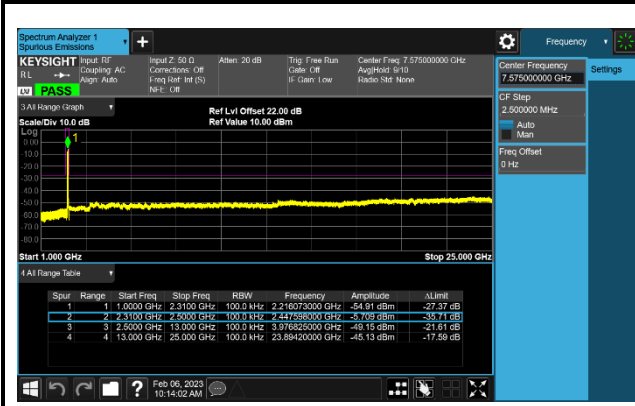 Spectrum Analyzer 1
Spurious Emissions
+
Frequency
KEYSIGHT Input: RF Input Z: 50 Ω Atten: 20 dB Trig: Free Run Center Freq: 7.575000000 GHz
RL Coupling: AC Corrections: Off Gate: Off Avg|Hold: 9/10
Align: Auto Freq Ref: Int (S) IF Gain: Low Radio Std: None
LV PASS NFE: Off
Center Frequency
7.575000000 GHz
Settings
CF Step
2.500000 MHz
Auto
Man
Freq Offset
0 Hz
3 All Range Graph
Ref Lvl Offset 22.00 dB
Scale/Div 10.0 dB Ref Value 10.00 dBm
Log
1
0.00
-10.0
-20.0
-30.0
-40.0
-50.0
-60.0
-70.0
-80.0
Start 1.000 GHz Stop 25.000 GHz
4 All Range Table
Spur Range Start Freq Stop Freq RBW Frequency Amplitude ΔLimit
1 1 1.0000 GHz 2.3100 GHz 100.0 kHz 2.216073000 GHz -54.91 dBm -27.37 dB
2 2 2.3100 GHz 2.5000 GHz 100.0 kHz 2.447598000 GHz -5.709 dBm -35.71 dB
3 3 2.5000 GHz 13.000 GHz 100.0 kHz 3.976825000 GHz -49.15 dBm -21.61 dB
4 4 13.000 GHz 25.000 GHz 100.0 kHz 23.89420000 GHz -45.13 dBm -17.59 dB
? Feb 06, 2023
10:14:02 AM